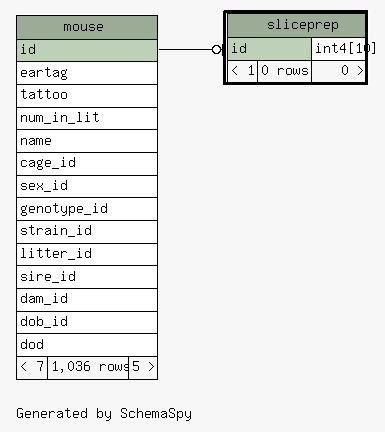 mouse
id
eartag
tattoo
num_in_lit
name
cage_id
sex_id
genotype_id
strain_id
litter_id
sire_id
dam_id
dob_id
dod
< 7 1,036 rows 5 >
sliceprep
id int4[10]
< 1 0 rows 0 >
Generated by SchemaSpy